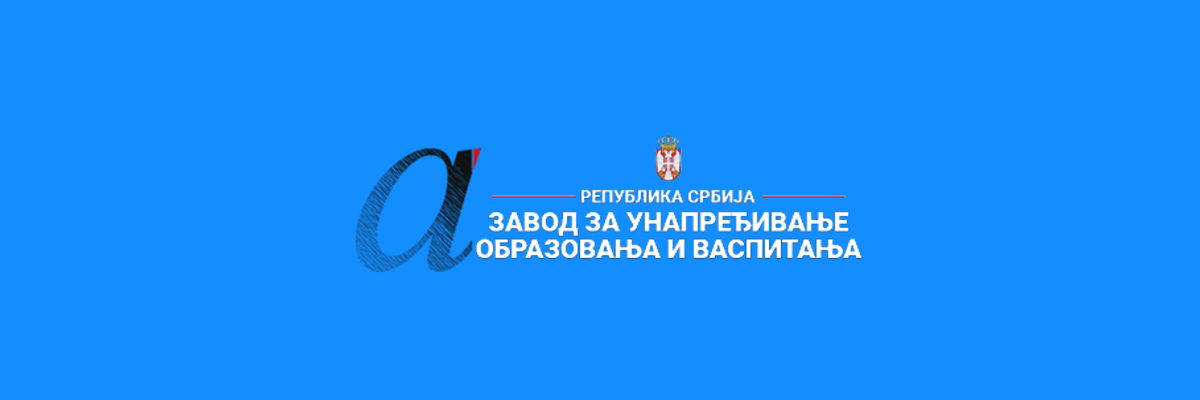 РЕПУБЛИКА СРБИЈА
ЗАВОД ЗА УНАПРЕЂИВАЊЕ
ОБРАЗОВАЊА И ВАСПИТАЊА